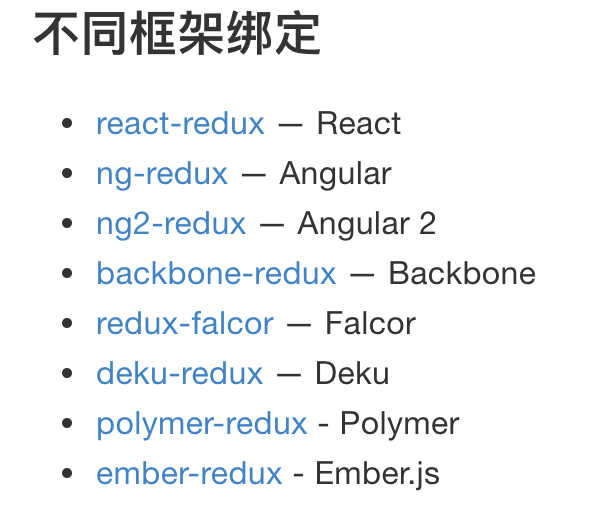 不同框架绑定
• react-redux — React
• ng-redux — Angular
• ng2-redux — Angular 2
• backbone-redux — Backbone
• redux-falcor — Falcor
• deku-redux — Deku
• polymer-redux - Polymer
• ember-redux - Ember.js